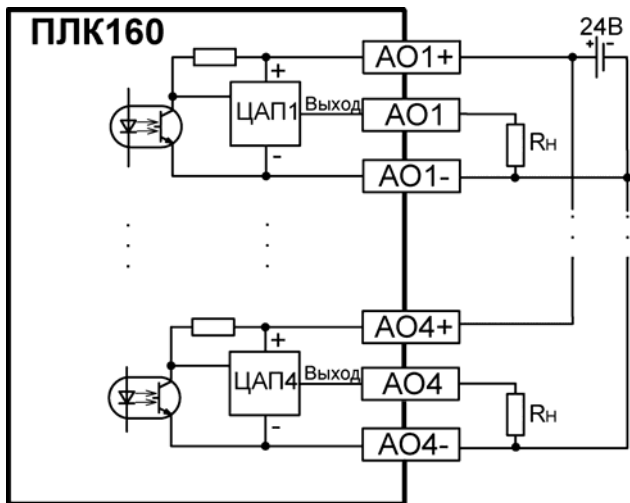 ПЛК160
24В
+ -
АО1+
+
ЦАП1
Выход
АО1
Rн
-
АО1-
АО4+
+
ЦАП4
Выход
АО4
Rн
-
АО4-